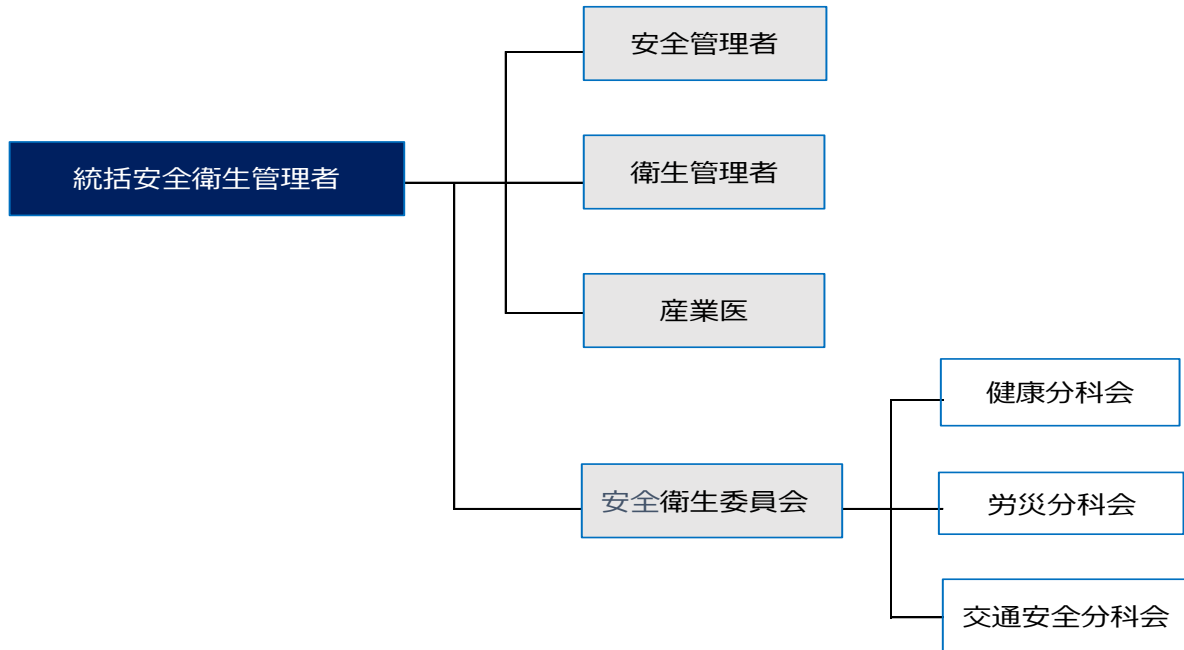 統括安全衛生管理者
安全管理者
衛生管理者
産業医
安全衛生委員会
健康分科会
労災分科会
交通安全分科会